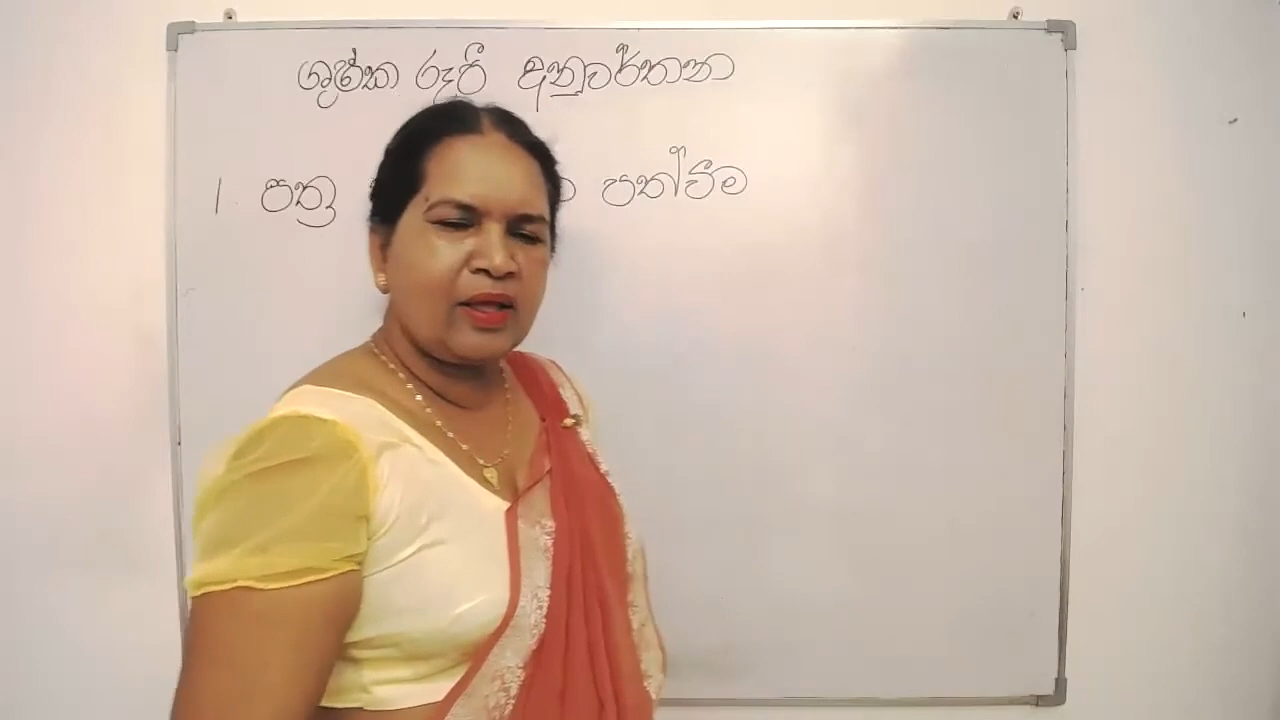 ශුෂ්ක රූපී අනුවර්තන
1 පත්‍ර පත්වීම